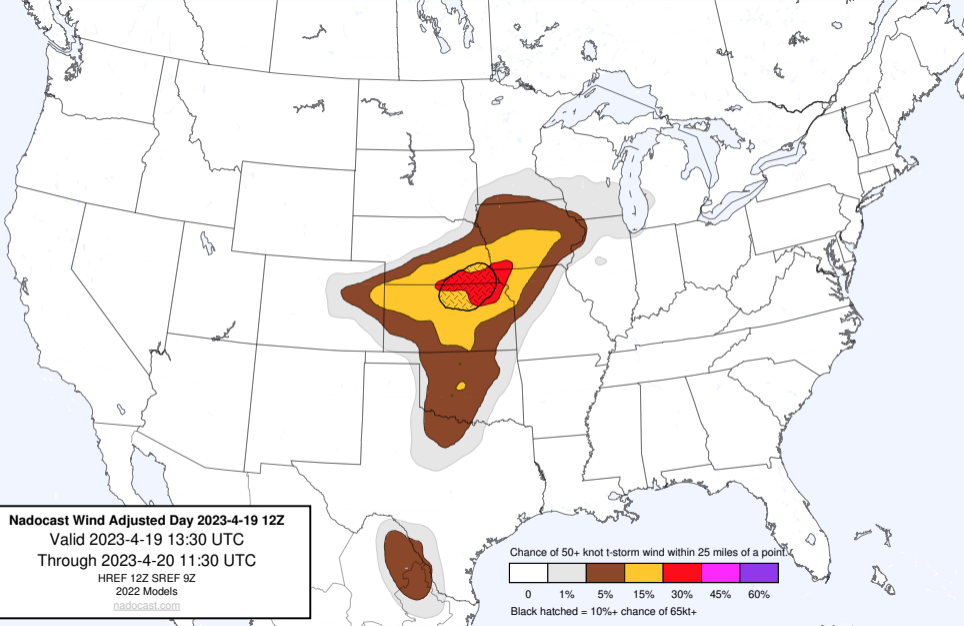 Nadocast Wind Adjusted Day 2023-4-19 12Z
Valid 2023-4-19 13:30 UTC
Through 2023-4-20 11:30 UTC
HREF 12Z SREF 9Z
2022 Models
nadocast.com
Chance of 50+ knot t-storm wind within 25 miles of a point.
0 1% 5% 15% 30% 45% 60%
Black hatched = 10%+ chance of 65kt+